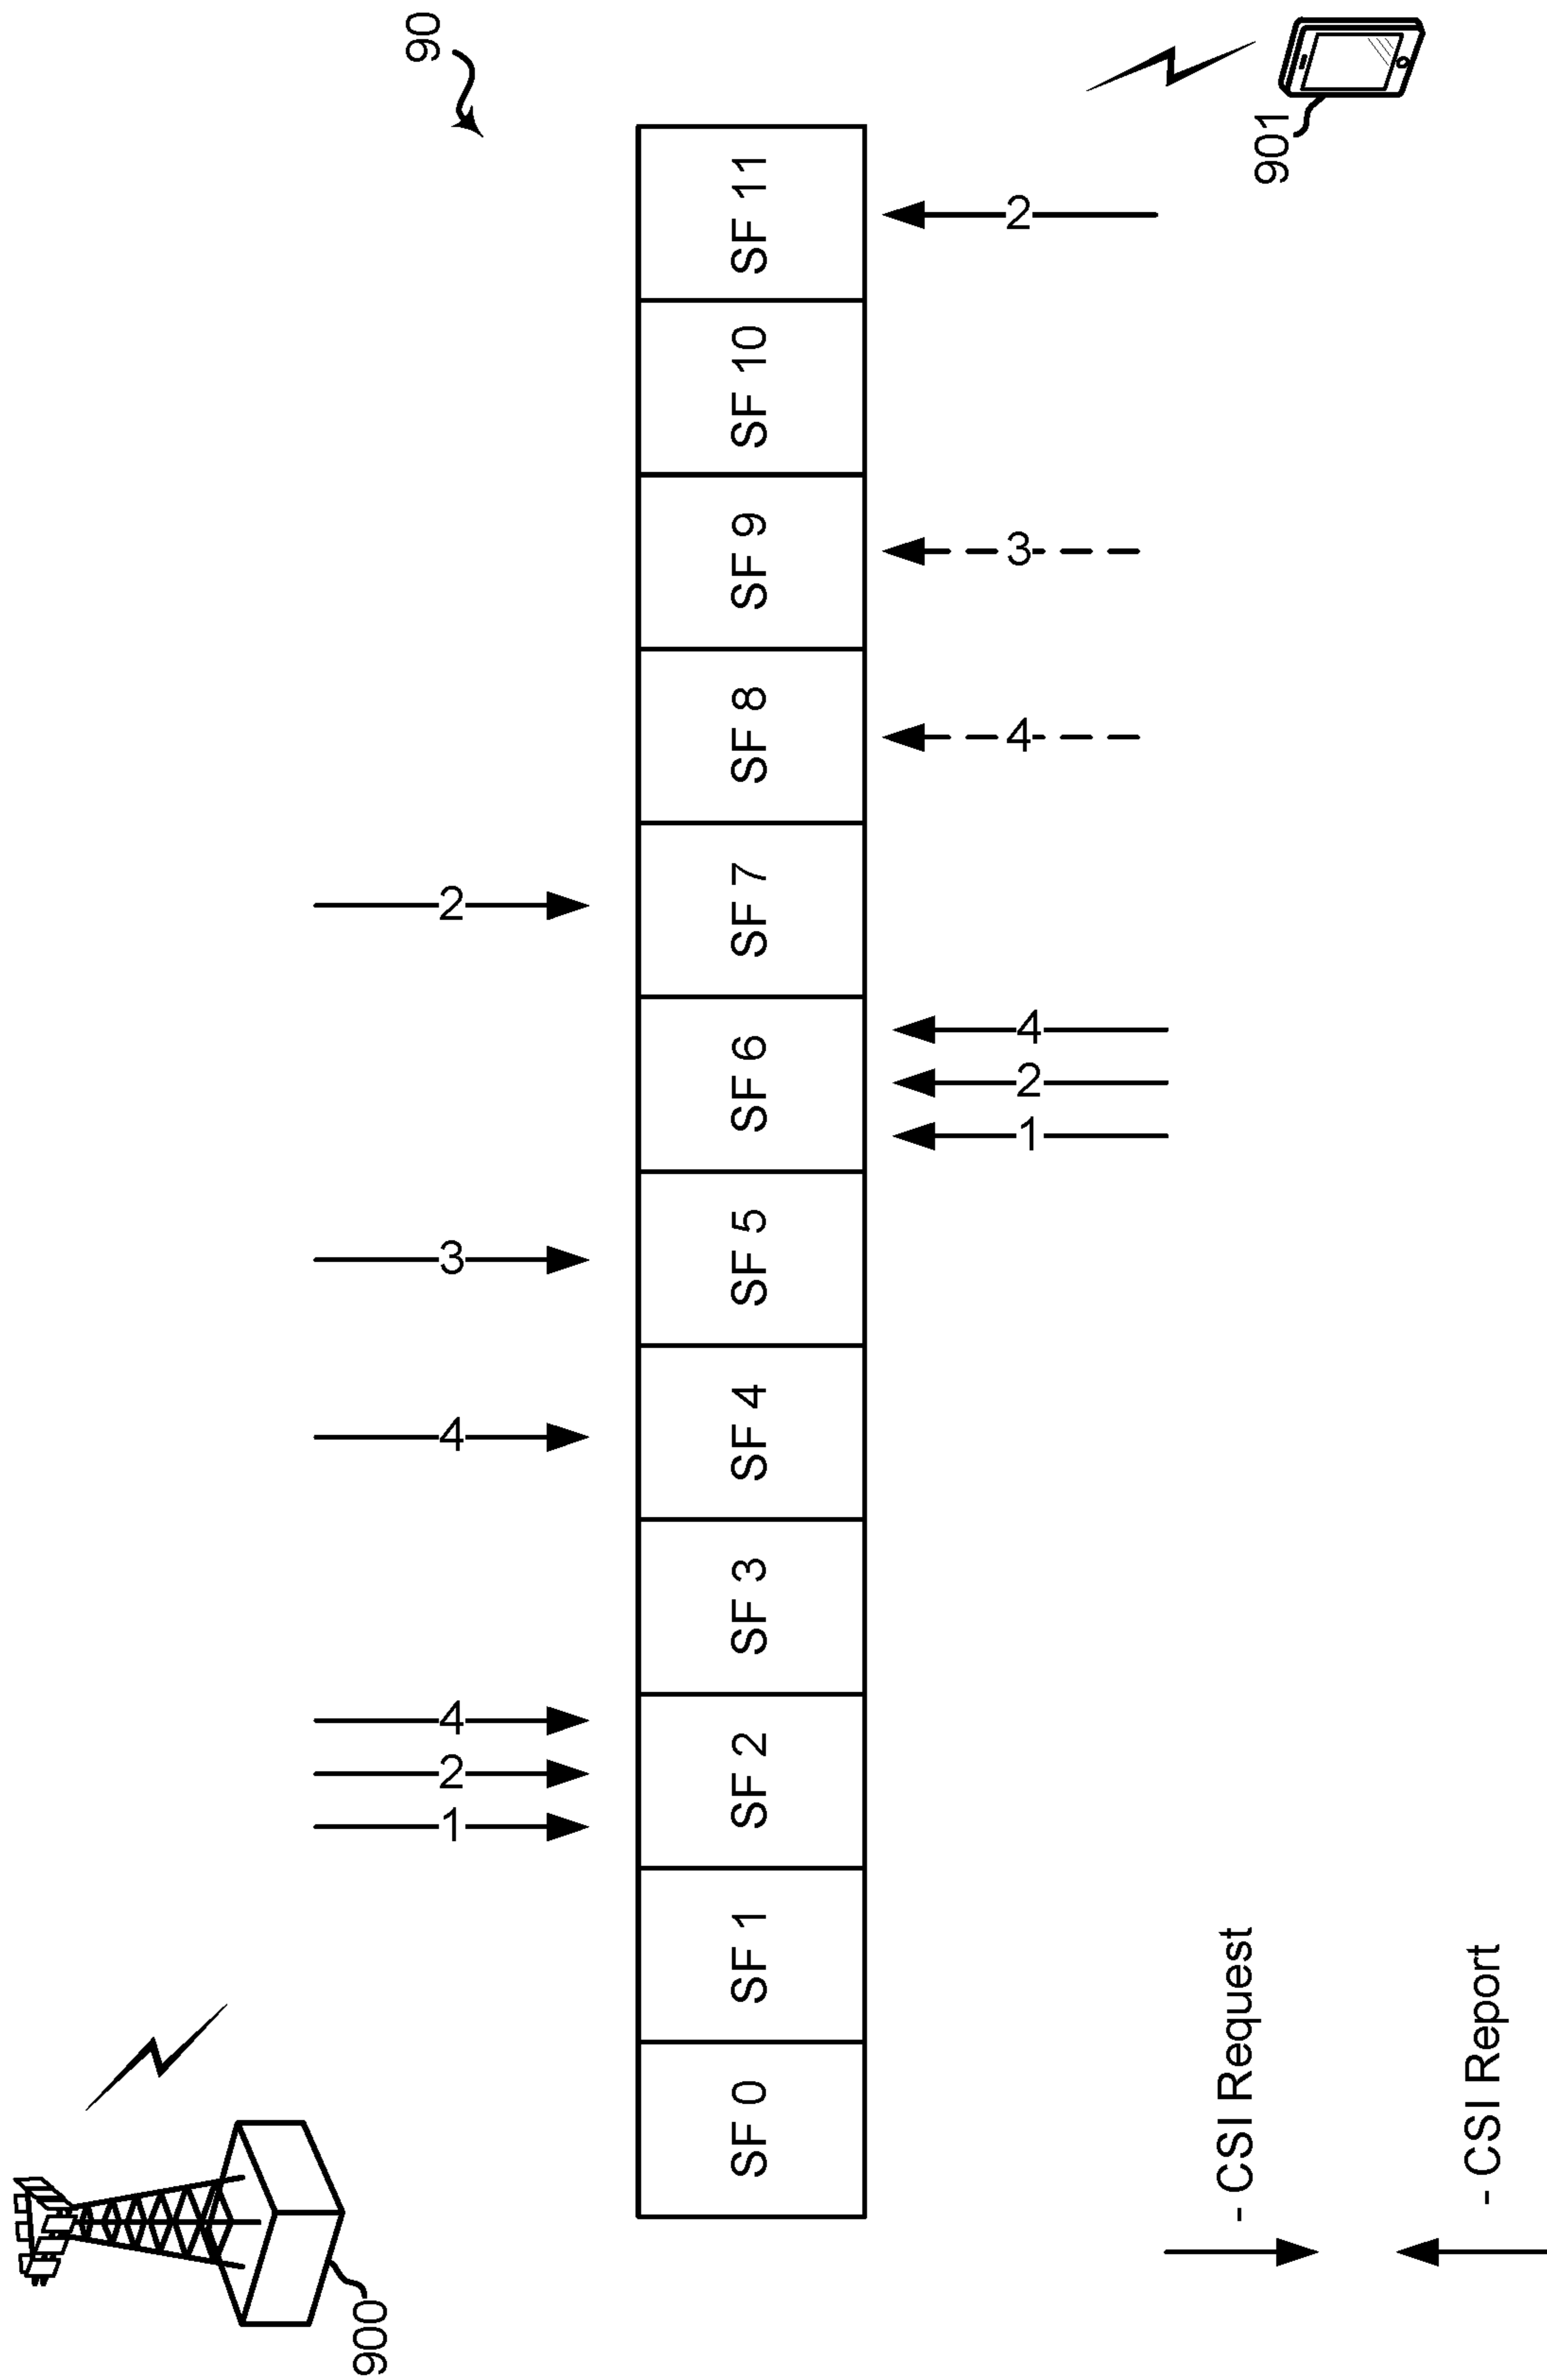 90
900
1
2
4
4
3
2
SF 0
SF 1
SF 2
SF 3
SF 4
SF 5
SF 6
SF 7
SF 8
SF 9
SF 10
SF 11
1
2
4
4
3
2
901
- CSI Request
- CSI Report